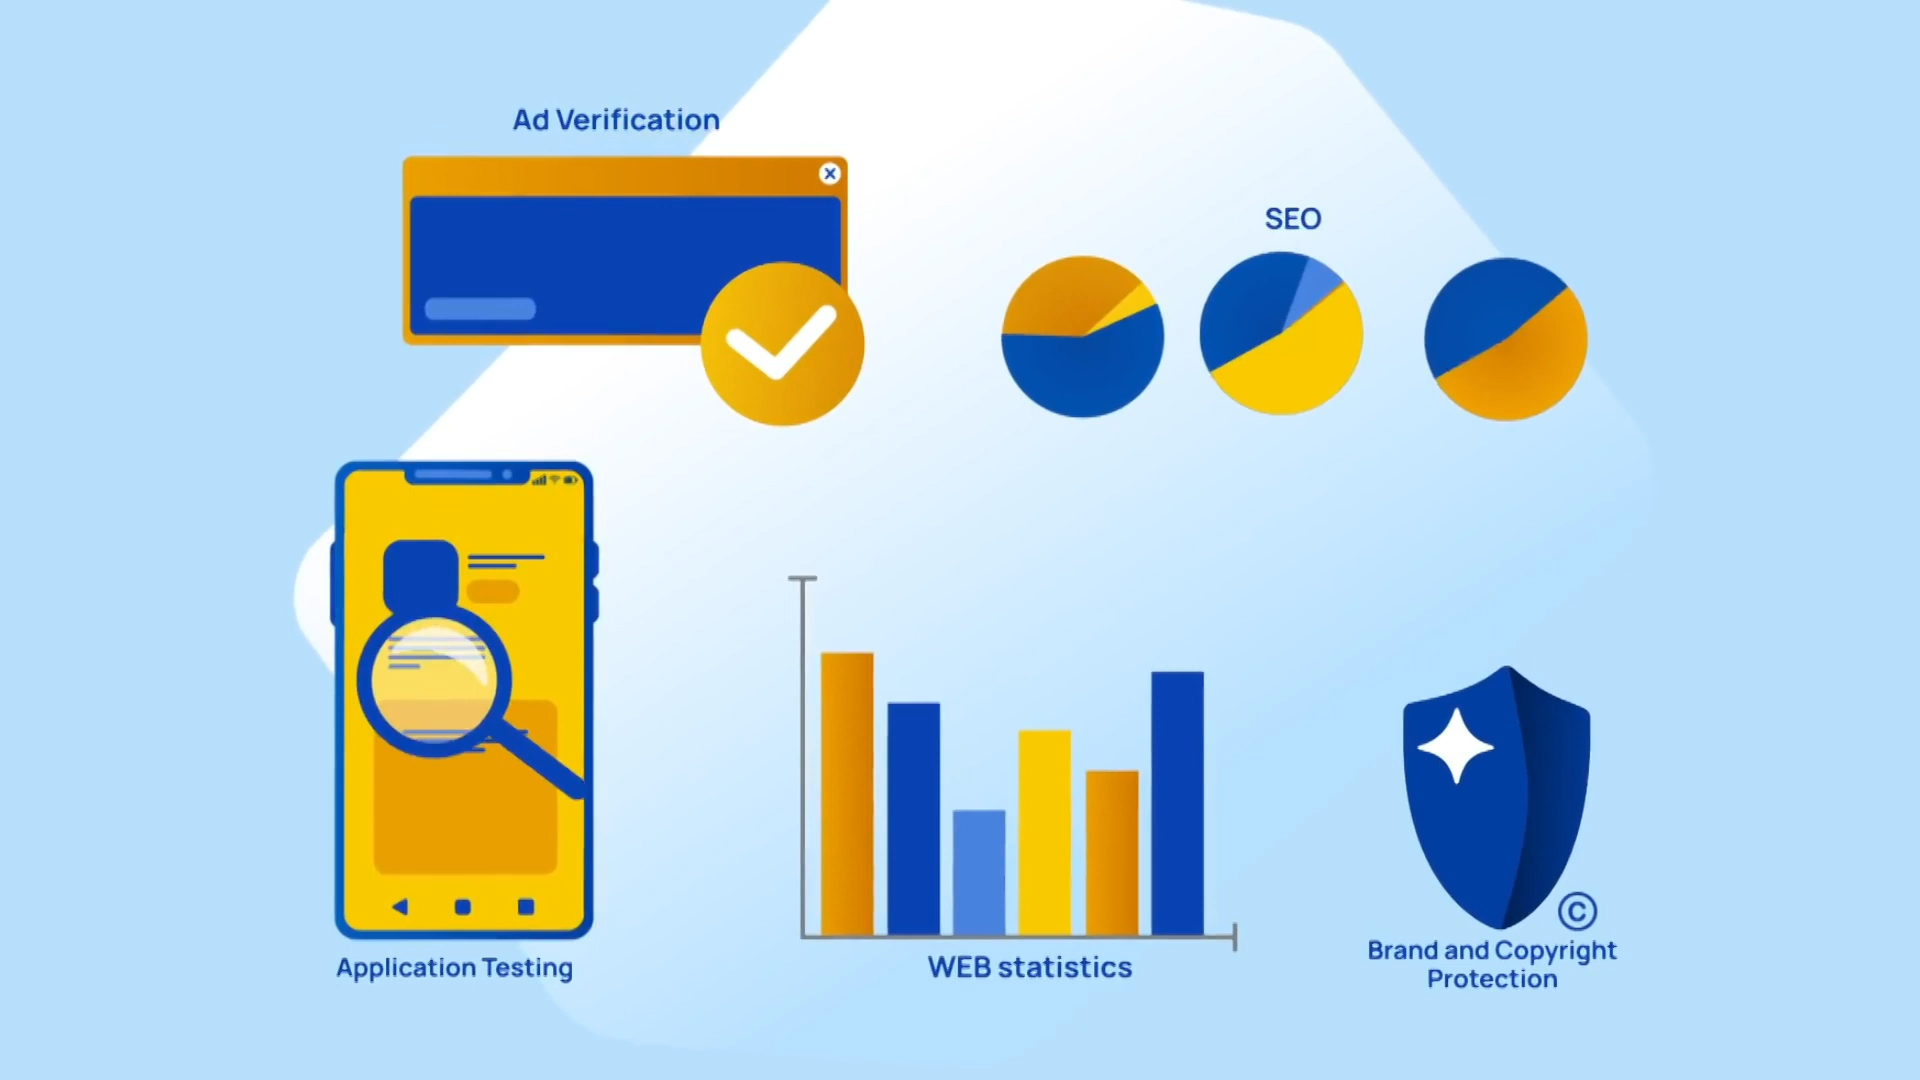 Ad Verification
SEO
Application Testing
WEB statistics
©
Brand and Copyright
Protection